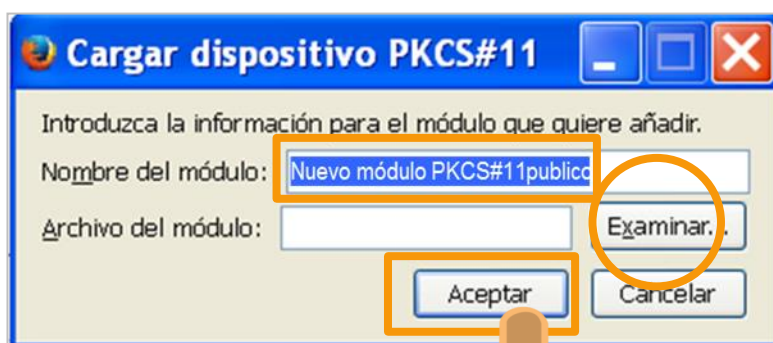 Cargar dispositivo PKCS#11
Introduzca la información para el módulo que quiere añadir.
Nombre del módulo: Nuevo módulo PKCS#11publico
Archivo del módulo: Examinar...
Aceptar Cancelar